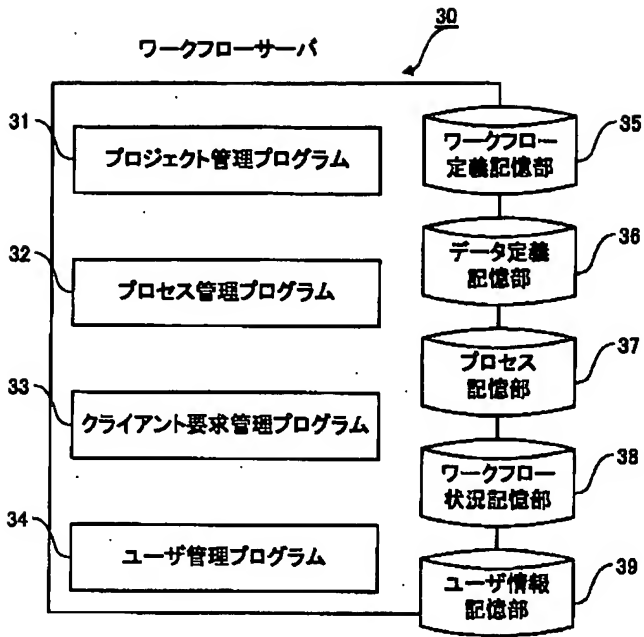 30
ワークフローサーバ
31
プロジェクト管理プログラム
32
プロセス管理プログラム
33
クライアント要求管理プログラム
34
ユーザ管理プログラム
ワークフロー
定義記憶部
35
データ定義
記憶部
36
プロセス
記憶部
37
ワークフロー
状況記憶部
38
ユーザ情報
記憶部
39